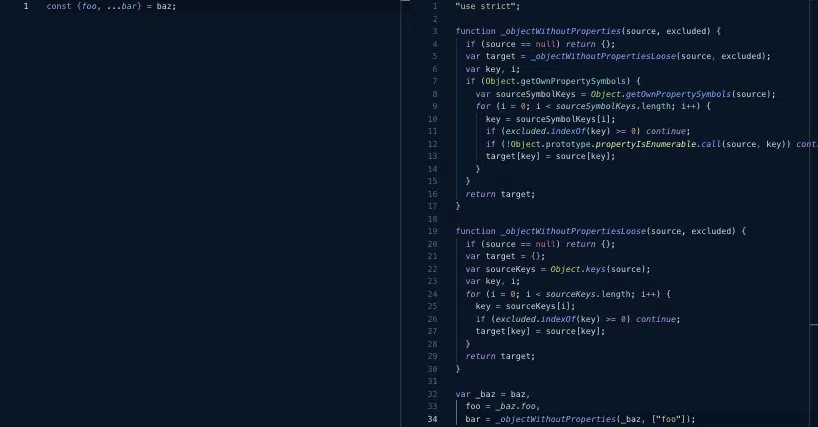 1 const {foo, ...bar} = baz;
1 "use strict";
2
3 function _objectWithoutProperties(source, excluded) {
4 if (source == null) return {};
5 var target = _objectWithoutPropertiesLoose(source, excluded);
6 var key, i;
7 if (Object.getOwnPropertySymbols) {
8 var sourceSymbolKeys = Object.getOwnPropertySymbols(source);
9 for (i = 0; i < sourceSymbolKeys.length; i++) {
10 key = sourceSymbolKeys[i];
11 if (excluded.indexOf(key) >= 0) continue;
12 if (!Object.prototype.propertyIsEnumerable.call(source, key)) cont
13 target[key] = source[key];
14 }
15 }
16 return target;
17 }
18
19 function _objectWithoutPropertiesLoose(source, excluded) {
20 if (source == null) return {};
21 var target = {};
22 var sourceKeys = Object.keys(source);
23 var key, i;
24 for (i = 0; i < sourceKeys.length; i++) {
25 key = sourceKeys[i];
26 if (excluded.indexOf(key) >= 0) continue;
27 target[key] = source[key];
28 }
29 return target;
30 }
31
32 var _baz = baz,
33 foo = _baz.foo,
34 bar = _objectWithoutProperties(_baz, ["foo"]);